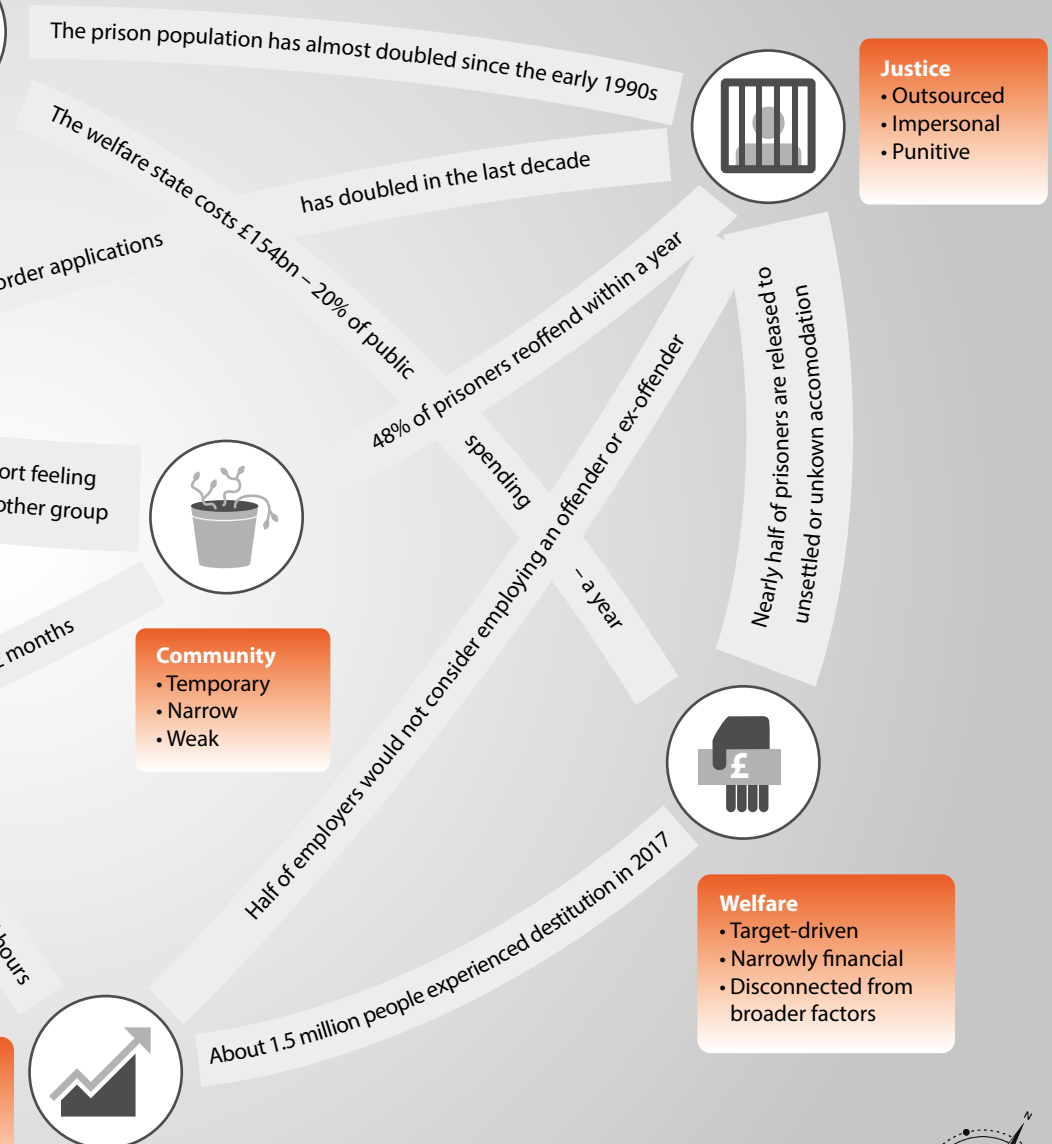 The prison population has almost doubled since the early 1990s
Justice
• Outsourced
• Impersonal
• Punitive
The welfare state costs £154bn – 20% of public spending – a year
order applications has doubled in the last decade
48% of prisoners reoffend within a year
Nearly half of prisoners are released to
unsettled or unkown accomodation
Half of employers would not consider employing an offender or ex-offender
ort feeling
other group
months
Community
• Temporary
• Narrow
• Weak
£
About 1.5 million people experienced destitution in 2017
Welfare
• Target-driven
• Narrowly financial
• Disconnected from
broader factors
hours
N